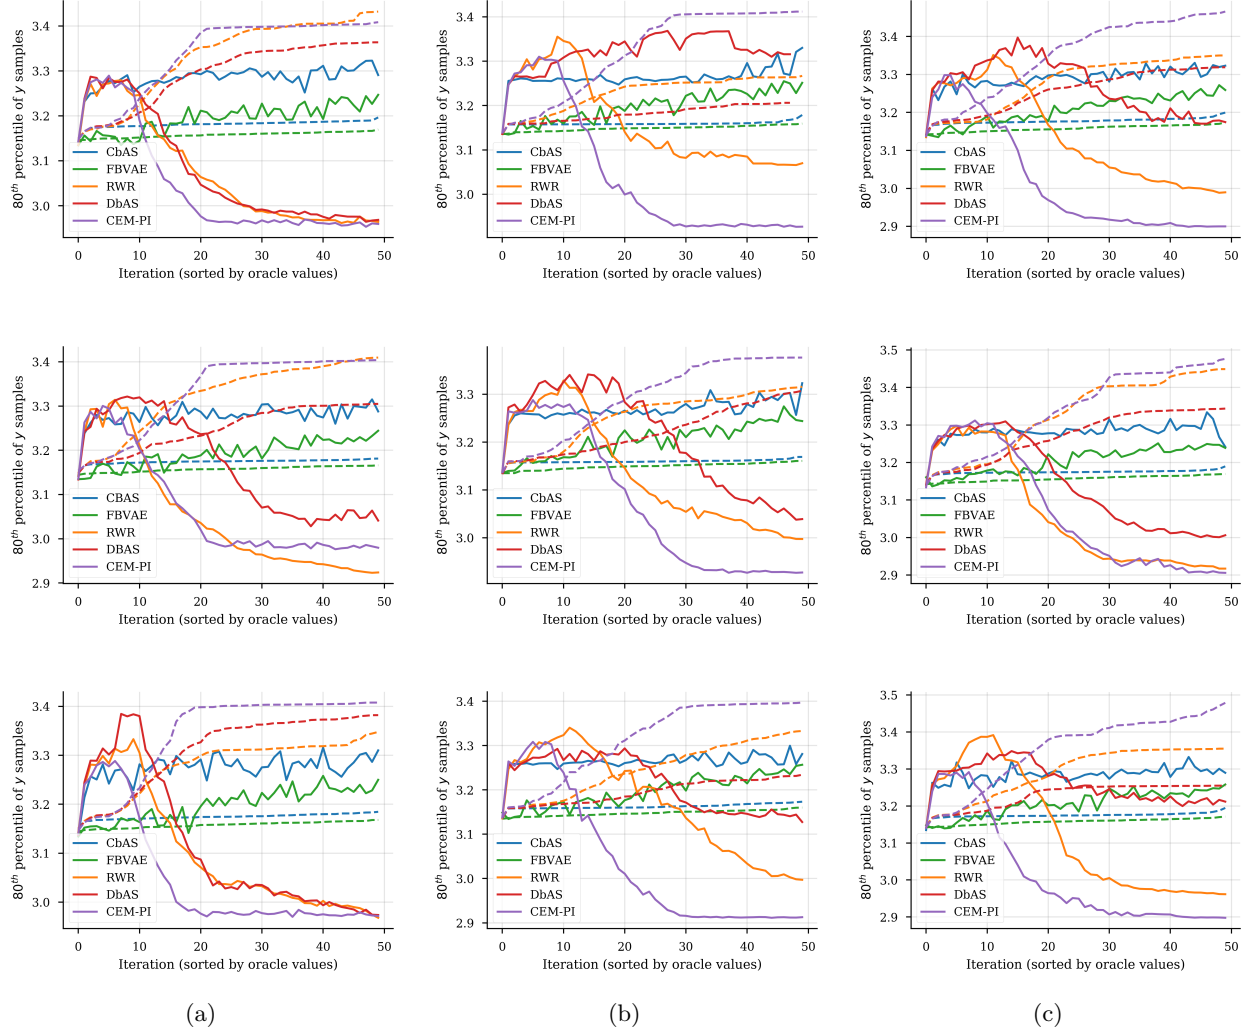 80th percentile of y samples
3.4
3.3
3.2
3.1
3.0
CbAS
FBVAE
RWR
DbAS
CEM-PI
0 10 20 30 40 50
Iteration (sorted by oracle values)
80th percentile of y samples
3.4
3.3
3.2
3.1
3.0
CbAS
FBVAE
RWR
DbAS
CEM-PI
0 10 20 30 40 50
Iteration (sorted by oracle values)
80th percentile of y samples
3.4
3.3
3.2
3.1
3.0
2.9
CbAS
FBVAE
RWR
DbAS
CEM-PI
0 10 20 30 40 50
Iteration (sorted by oracle values)
80th percentile of y samples
3.4
3.3
3.2
3.1
3.0
2.9
CBAS
FBVAE
RWR
DBAS
CEM-PI
0 10 20 30 40 50
Iteration (sorted by oracle values)
80th percentile of y samples
3.3
3.2
3.1
3.0
CbAS
FBVAE
RWR
DbAS
CEM-PI
0 10 20 30 40 50
Iteration (sorted by oracle values)
80th percentile of y samples
3.5
3.4
3.3
3.2
3.1
3.0
2.9
CbAS
FBVAE
RWR
DbAS
CEM-PI
0 10 20 30 40 50
Iteration (sorted by oracle values)
80th percentile of y samples
3.4
3.3
3.2
3.1
3.0
CbAS
FBVAE
RWR
DbAS
CEM-PI
0 10 20 30 40 50
Iteration (sorted by oracle values)
80th percentile of y samples
3.4
3.3
3.2
3.1
3.0
2.9
CbAS
FBVAE
RWR
DbAS
CEM-PI
0 10 20 30 40 50
Iteration (sorted by oracle values)
80th percentile of y samples
3.5
3.4
3.3
3.2
3.1
3.0
2.9
CbAS
FBVAE
RWR
DbAS
CEM-PI
0 10 20 30 40 50
Iteration (sorted by oracle values)
(a) (b) (c)